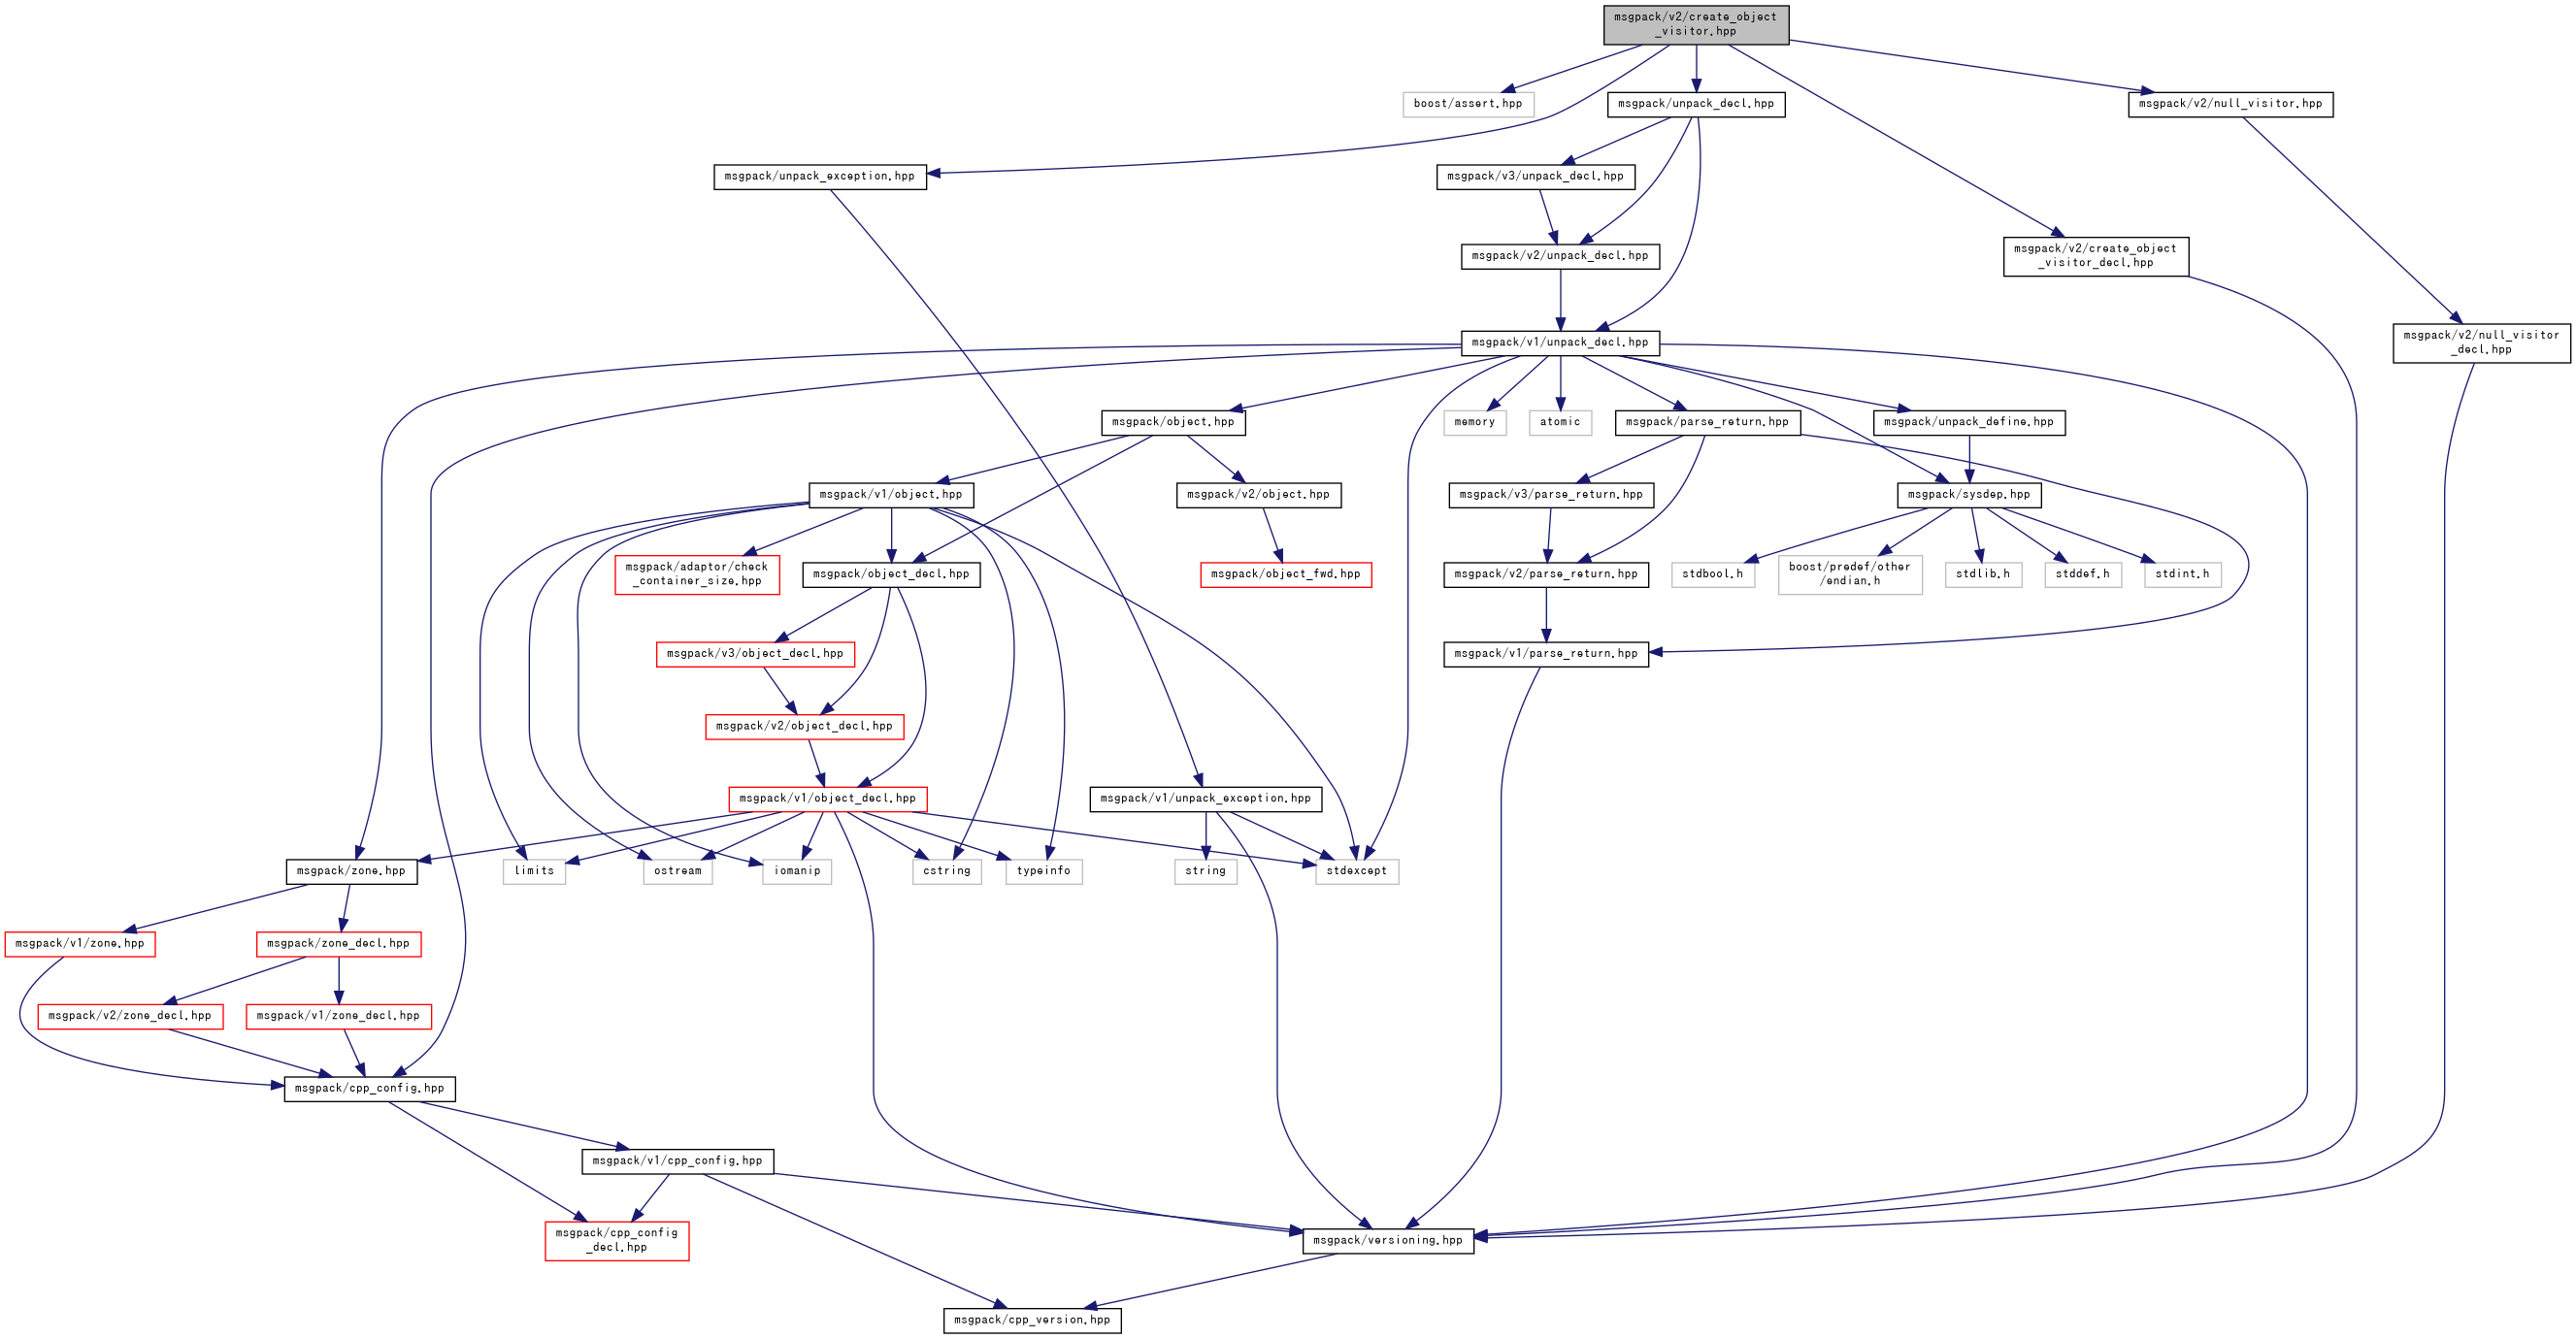 msgpack/v2/create_object
_visitor.hpp
boost/assert.hpp
msgpack/unpack_decl.hpp
msgpack/v2/null_visitor.hpp
msgpack/unpack_exception.hpp
msgpack/v3/unpack_decl.hpp
msgpack/v2/unpack_decl.hpp
msgpack/v2/create_object
_visitor_decl.hpp
msgpack/v1/unpack_decl.hpp
msgpack/v2/null_visitor
_decl.hpp
msgpack/object.hpp
memory
atomic
msgpack/parse_return.hpp
msgpack/unpack_define.hpp
msgpack/v1/object.hpp
msgpack/v2/object.hpp
msgpack/v3/parse_return.hpp
msgpack/sysdep.hpp
msgpack/adaptor/check
_container_size.hpp
msgpack/object_decl.hpp
msgpack/object_fwd.hpp
msgpack/v2/parse_return.hpp
stdbool.h
boost/predef/other
/endian.h
stdlib.h
stddef.h
stdint.h
msgpack/v3/object_decl.hpp
msgpack/v1/parse_return.hpp
msgpack/v2/object_decl.hpp
msgpack/v1/object_decl.hpp
msgpack/v1/unpack_exception.hpp
msgpack/zone.hpp
limits
ostream
iomanip
cstring
typeinfo
string
stdexcept
msgpack/v1/zone.hpp
msgpack/zone_decl.hpp
msgpack/v2/zone_decl.hpp
msgpack/v1/zone_decl.hpp
msgpack/cpp_config.hpp
msgpack/v1/cpp_config.hpp
msgpack/cpp_config
_decl.hpp
msgpack/versioning.hpp
msgpack/cpp_version.hpp